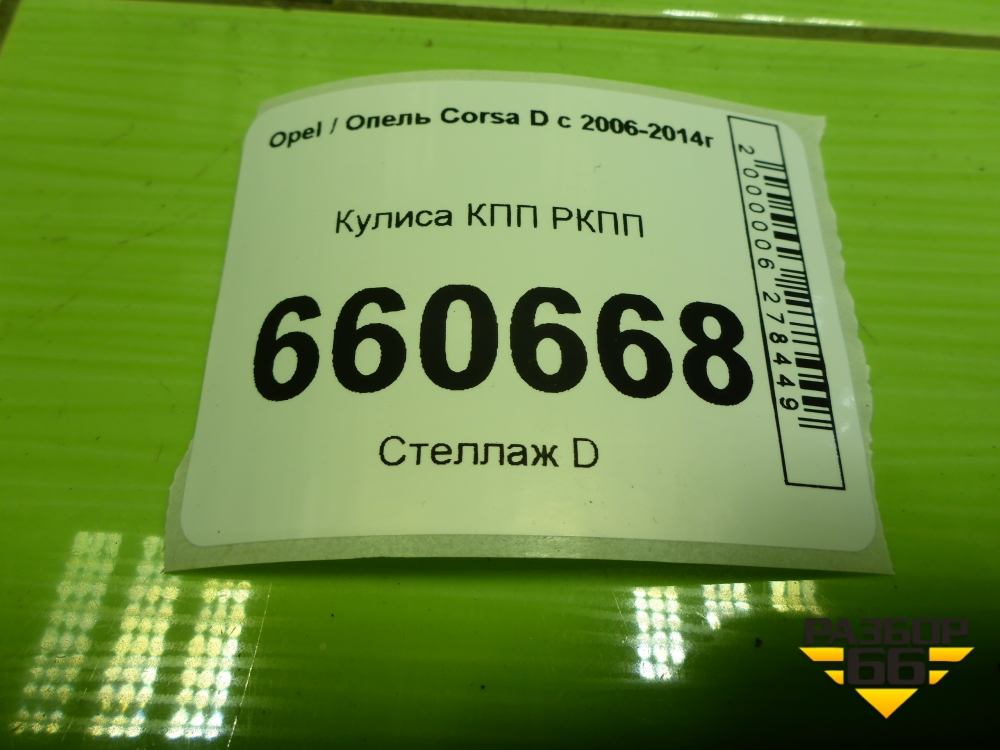 Opel / Опель Corsa D с 2006-2014г
Кулиса КПП РКПП
660668
Стеллаж D
2000006278449
РАЗБОР
66